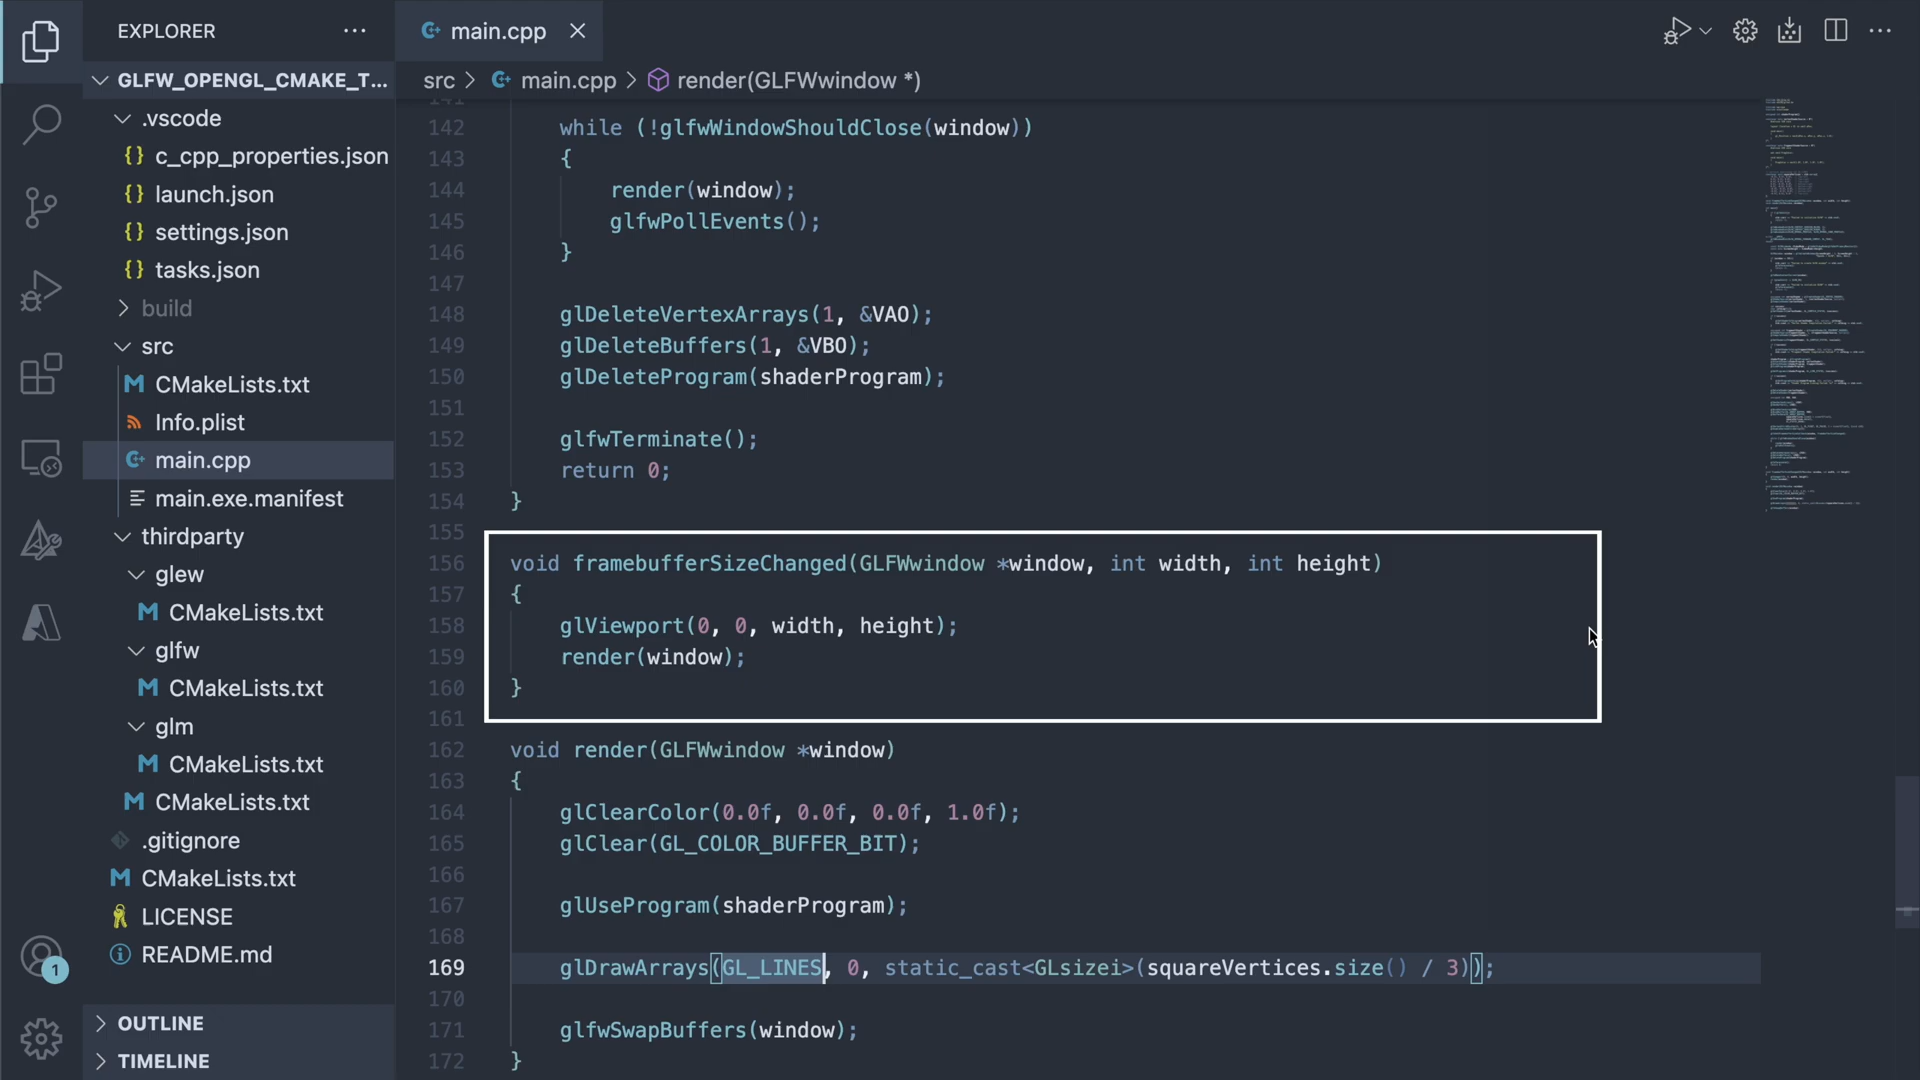 EXPLORER
main.cpp
GLFW_OPENGL_CMAKE_T...
src > main.cpp > render(GLFWwindow *)
.vscode
c_cpp_properties.json
launch.json
settings.json
tasks.json
build
src
CMakeLists.txt
Info.plist
main.cpp
main.exe.manifest
thirdparty
glew
CMakeLists.txt
glfw
CMakeLists.txt
glm
CMakeLists.txt
CMakeLists.txt
.gitignore
CMakeLists.txt
LICENSE
README.md
OUTLINE
TIMELINE
1
141
142 while (!glfwWindowShouldClose(window))
143 {
144 render(window);
145 glfwPollEvents();
146 }
147
148 glDeleteVertexArrays(1, &VAO);
149 glDeleteBuffers(1, &VBO);
150 glDeleteProgram(shaderProgram);
151
152 glfwTerminate();
153 return 0;
154 }
155
156 void framebufferSizeChanged(GLFWwindow *window, int width, int height)
157 {
158 glViewport(0, 0, width, height);
159 render(window);
160 }
161
162 void render(GLFWwindow *window)
163 {
164 glClearColor(0.0f, 0.0f, 0.0f, 1.0f);
165 glClear(GL_COLOR_BUFFER_BIT);
166
167 glUseProgram(shaderProgram);
168
169 glDrawArrays(GL_LINES, 0, static_cast<GLsizei>(squareVertices.size() / 3));
170
171 glfwSwapBuffers(window);
172 }